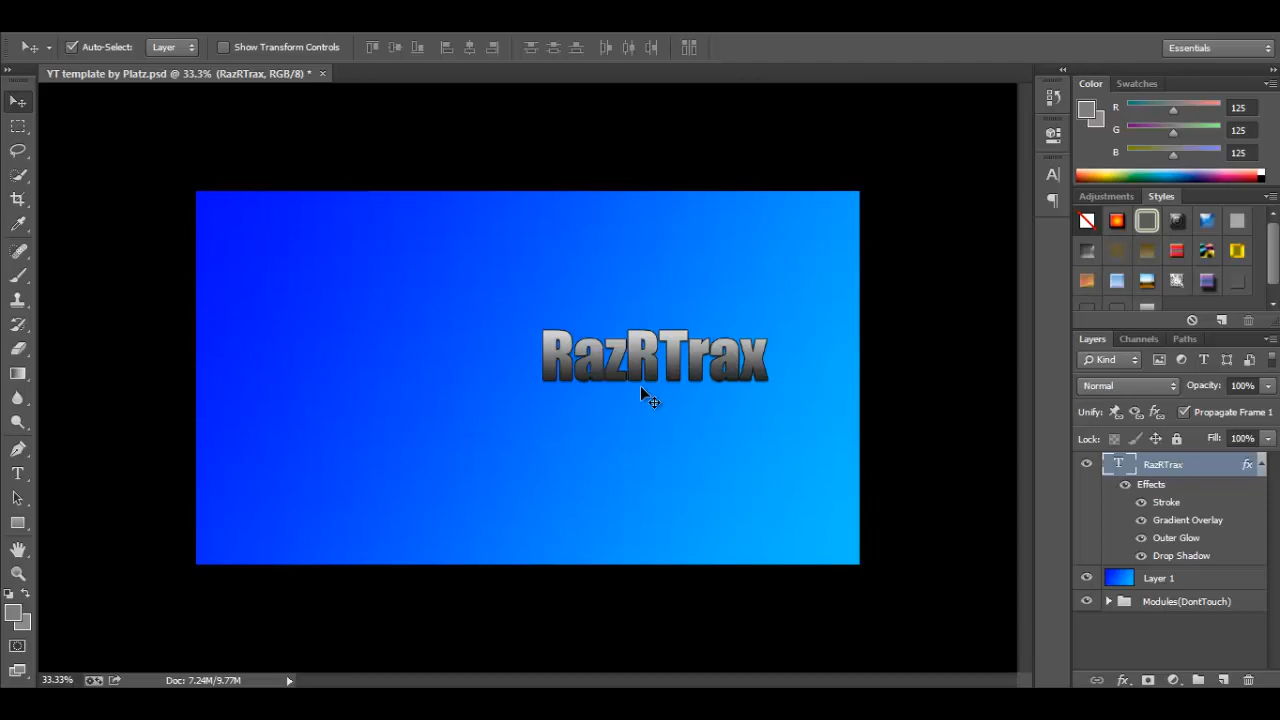 Auto-Select: Layer Show Transform Controls Essentials
YT template by Platz.psd @ 33.3% (RazRTrax, RGB/8) * ×
Color Swatches
R 125
G 125
B 125
Adjustments Styles
RazRTrax
Layers Channels Paths
Kind
Normal Opacity: 100%
Unify: Propagate Frame 1
Lock: Fill: 100%
T RazRTrax fx
Effects
Stroke
Gradient Overlay
Outer Glow
Drop Shadow
Layer 1
Modules(DontTouch)
33.33% Doc: 7.24M/9.77M fx